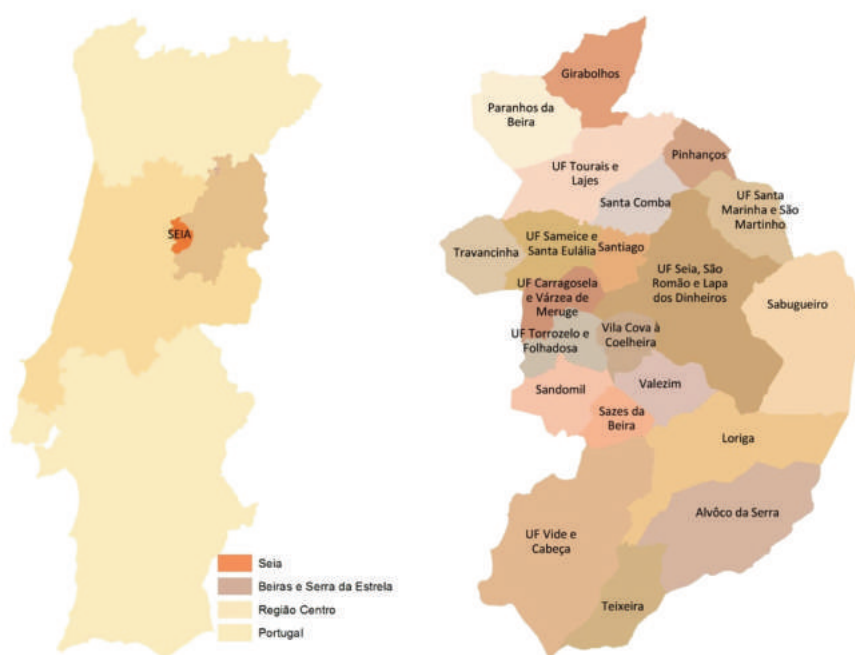 SEIA
Seia
Beiras e Serra da Estrela
Região Centro
Portugal
Girabolhos
Paranhos da
Beira
Pinhanços
UF Tourais e
Lajes
Santa Comba
UF Santa
Marinha e São
Martinho
Travancinha
UF Sameice e
Santa Eulália
Santiago
UF Seia, São
Romão e Lapa
dos Dinheiros
Sabugueiro
UF Carragosela
e Várzea de
Meruge
UF Torrozelo e
Folhadosa
Vila Cova à
Coelheira
Sandomil
Valezim
Sazes da
Beira
Loriga
Alvôco da Serra
UF Vide e
Cabeça
Teixeira